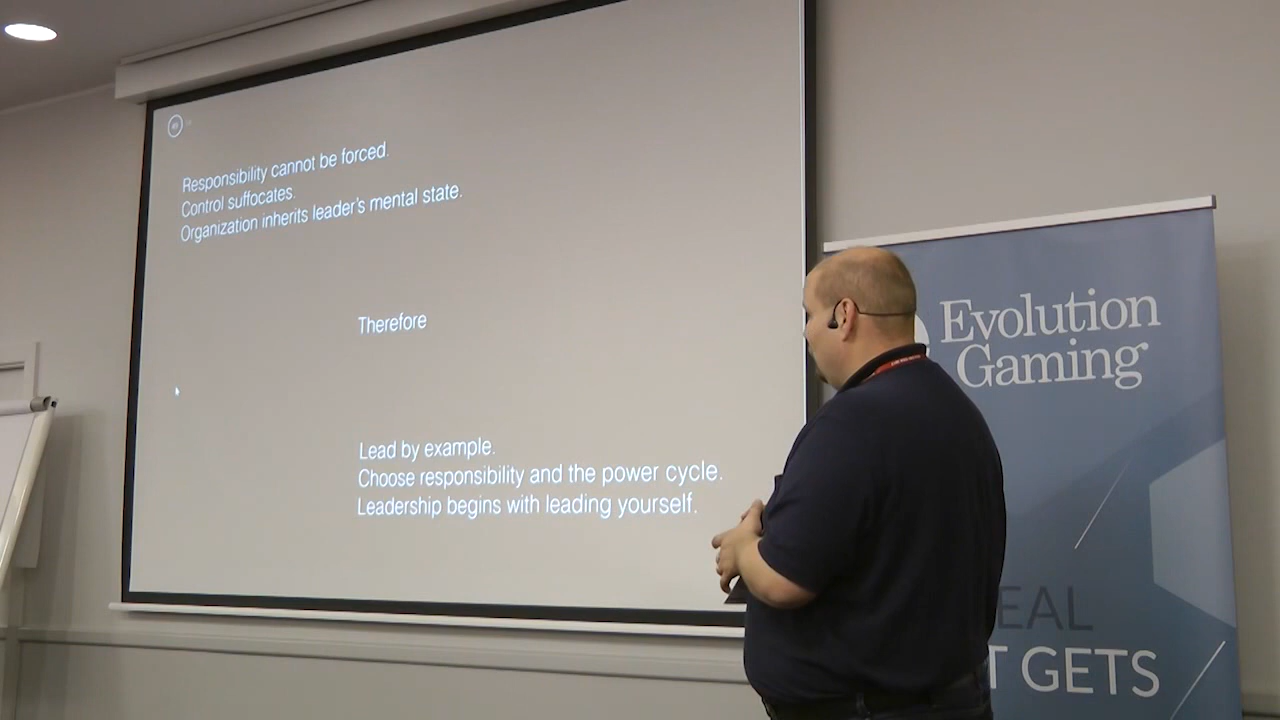 Responsibility cannot be forced.
Control suffocates.
Organization inherits leader's mental state.
Therefore
Lead by example.
Choose responsibility and the power cycle.
Leadership begins with leading yourself.
Evolution
Gaming
EAL
T GETS